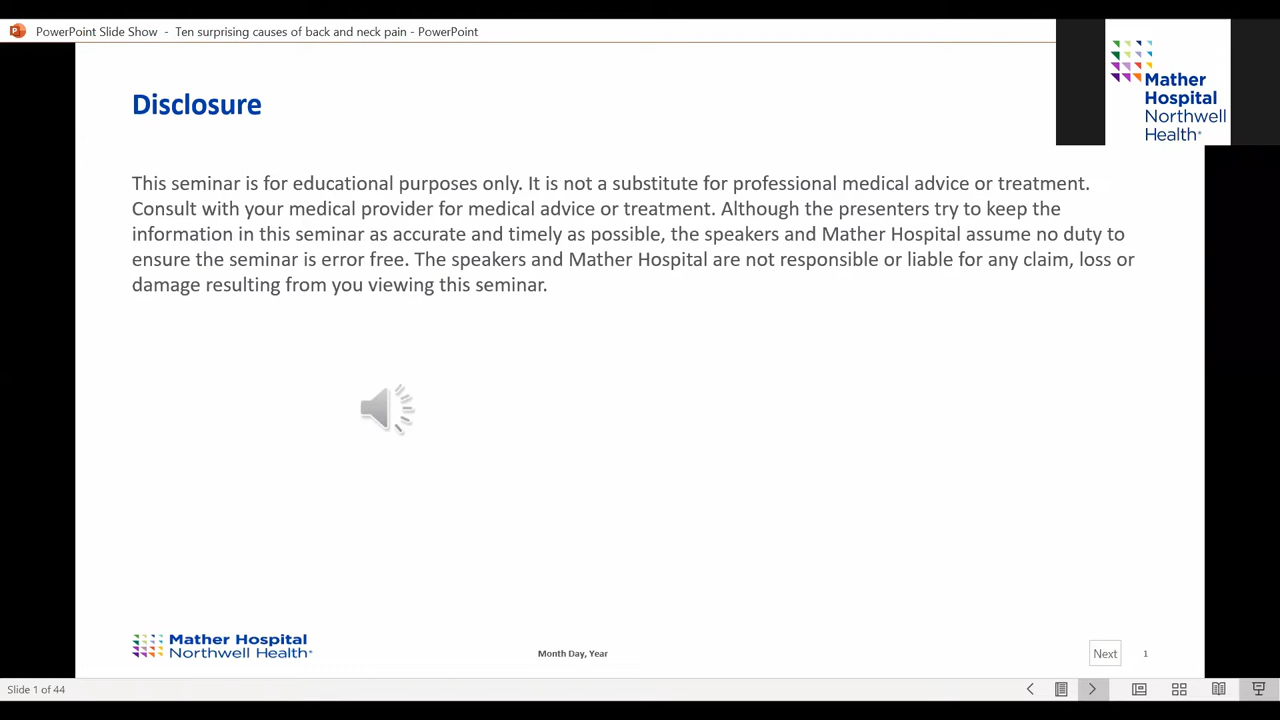 PowerPoint Slide Show - Ten surprising causes of back and neck pain - PowerPoint
Mather
Hospital
Northwell
Health®
Disclosure
This seminar is for educational purposes only. It is not a substitute for professional medical advice or treatment.
Consult with your medical provider for medical advice or treatment. Although the presenters try to keep the
information in this seminar as accurate and timely as possible, the speakers and Mather Hospital assume no duty to
ensure the seminar is error free. The speakers and Mather Hospital are not responsible or liable for any claim, loss or
damage resulting from you viewing this seminar.
Mather Hospital
Northwell Health®
Month Day, Year
Next
1
Slide 1 of 44